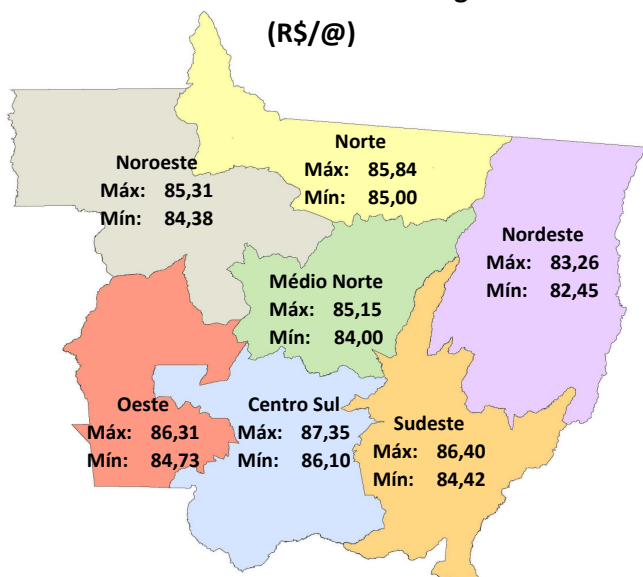 (R$/@)
Norte
Máx: 85,84
Mín: 85,00
Noroeste
Máx: 85,31
Mín: 84,38
Nordeste
Máx: 83,26
Mín: 82,45
Médio Norte
Máx: 85,15
Mín: 84,00
Oeste
Máx: 86,31
Mín: 84,73
Centro Sul
Máx: 87,35
Mín: 86,10
Sudeste
Máx: 86,40
Mín: 84,42